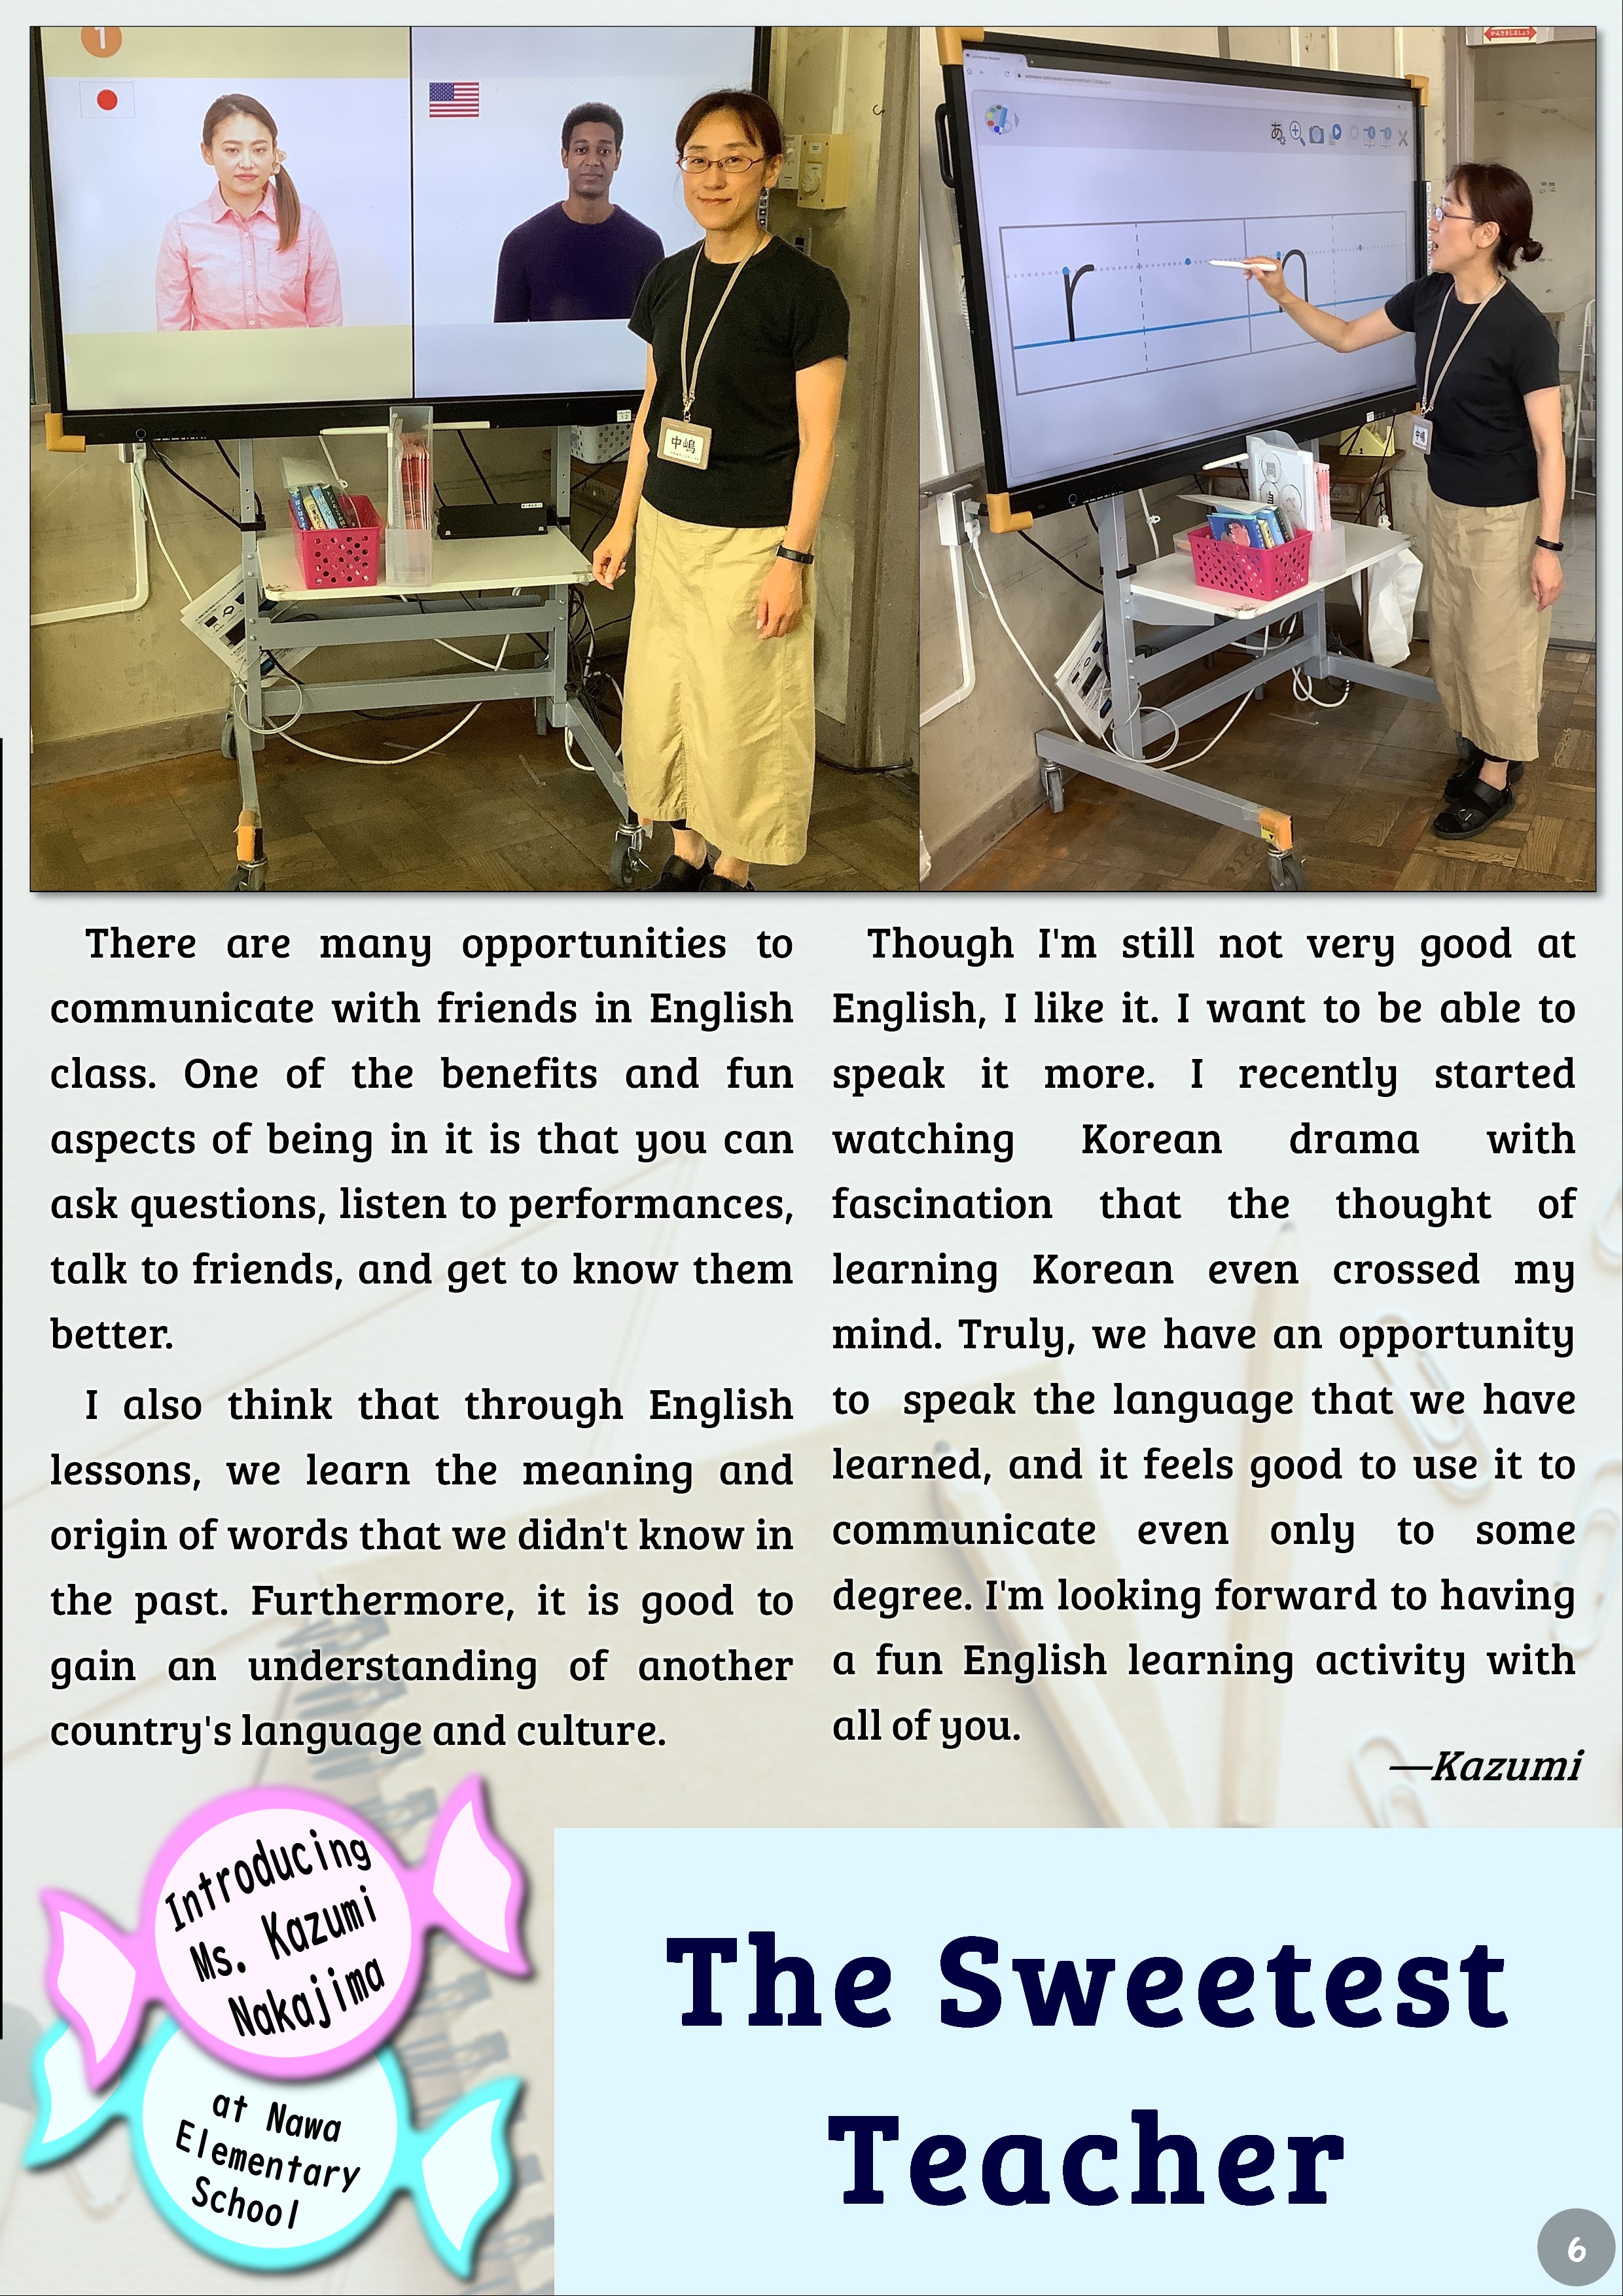 1
中嶋
あ
r
n
中嶋
There are many opportunities to
communicate with friends in English
class. One of the benefits and fun
aspects of being in it is that you can
ask questions, listen to performances,
talk to friends, and get to know them
better.
I also think that through English
lessons, we learn the meaning and
origin of words that we didn't know in
the past. Furthermore, it is good to
gain an understanding of another
country's language and culture.
Though I'm still not very good at
English, I like it. I want to be able to
speak it more. I recently started
watching Korean drama with
fascination that the thought of
learning Korean even crossed my
mind. Truly, we have an opportunity
to speak the language that we have
learned, and it feels good to use it to
communicate even only to some
degree. I'm looking forward to having
a fun English learning activity with
all of you.
—Kazumi
Introducing
Ms. Kazumi
Nakajima
at Nawa
Elementary
School
The Sweetest
Teacher
6